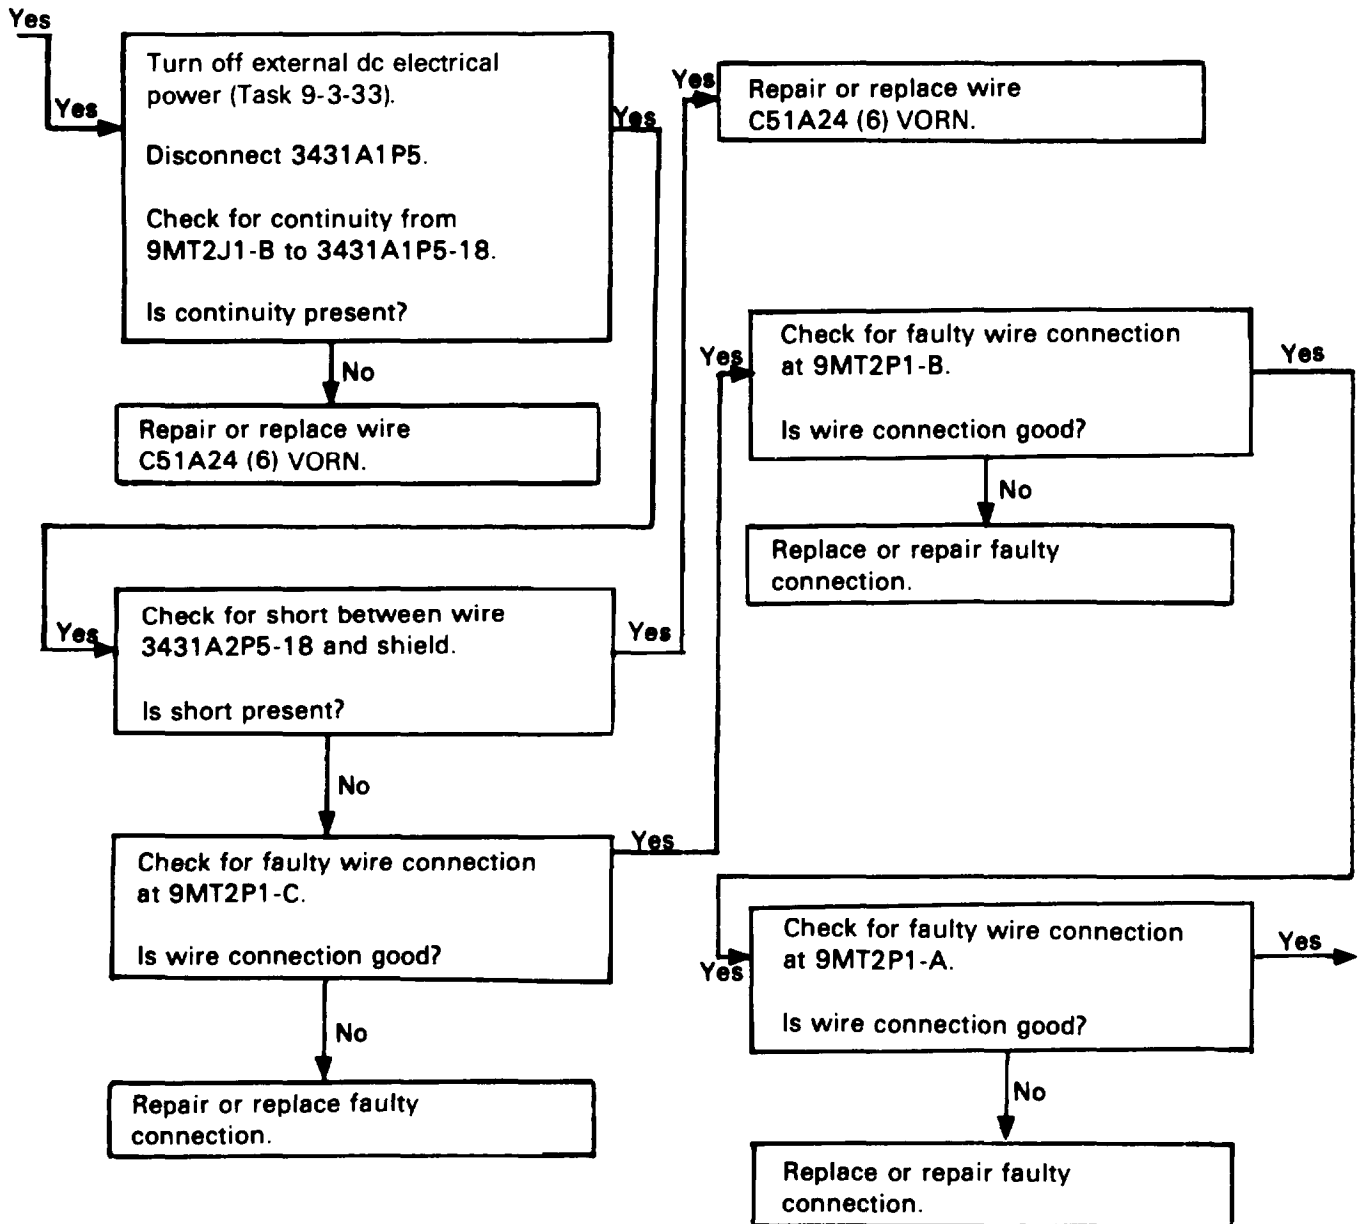 Yes
Yes
Turn off external dc electrical
power (Task 9-3-33).
Disconnect 3431A1P5.
Check for continuity from
9MT2J1-B to 3431A1P5-18.
Is continuity present?
Yes
No
Repair or replace wire
C51A24 (6) VORN.
Yes
Check for short between wire
3431A2P5-18 and shield.
Is short present?
Yes
No
Check for faulty wire connection
at 9MT2P1-C.
Is wire connection good?
Yes
No
Repair or replace faulty
connection.
Yes
Repair or replace wire
C51A24 (6) VORN.
Yes
Check for faulty wire connection
at 9MT2P1-B.
Is wire connection good?
Yes
No
Replace or repair faulty
connection.
Yes
Check for faulty wire connection
at 9MT2P1-A.
Is wire connection good?
Yes
No
Replace or repair faulty
connection.